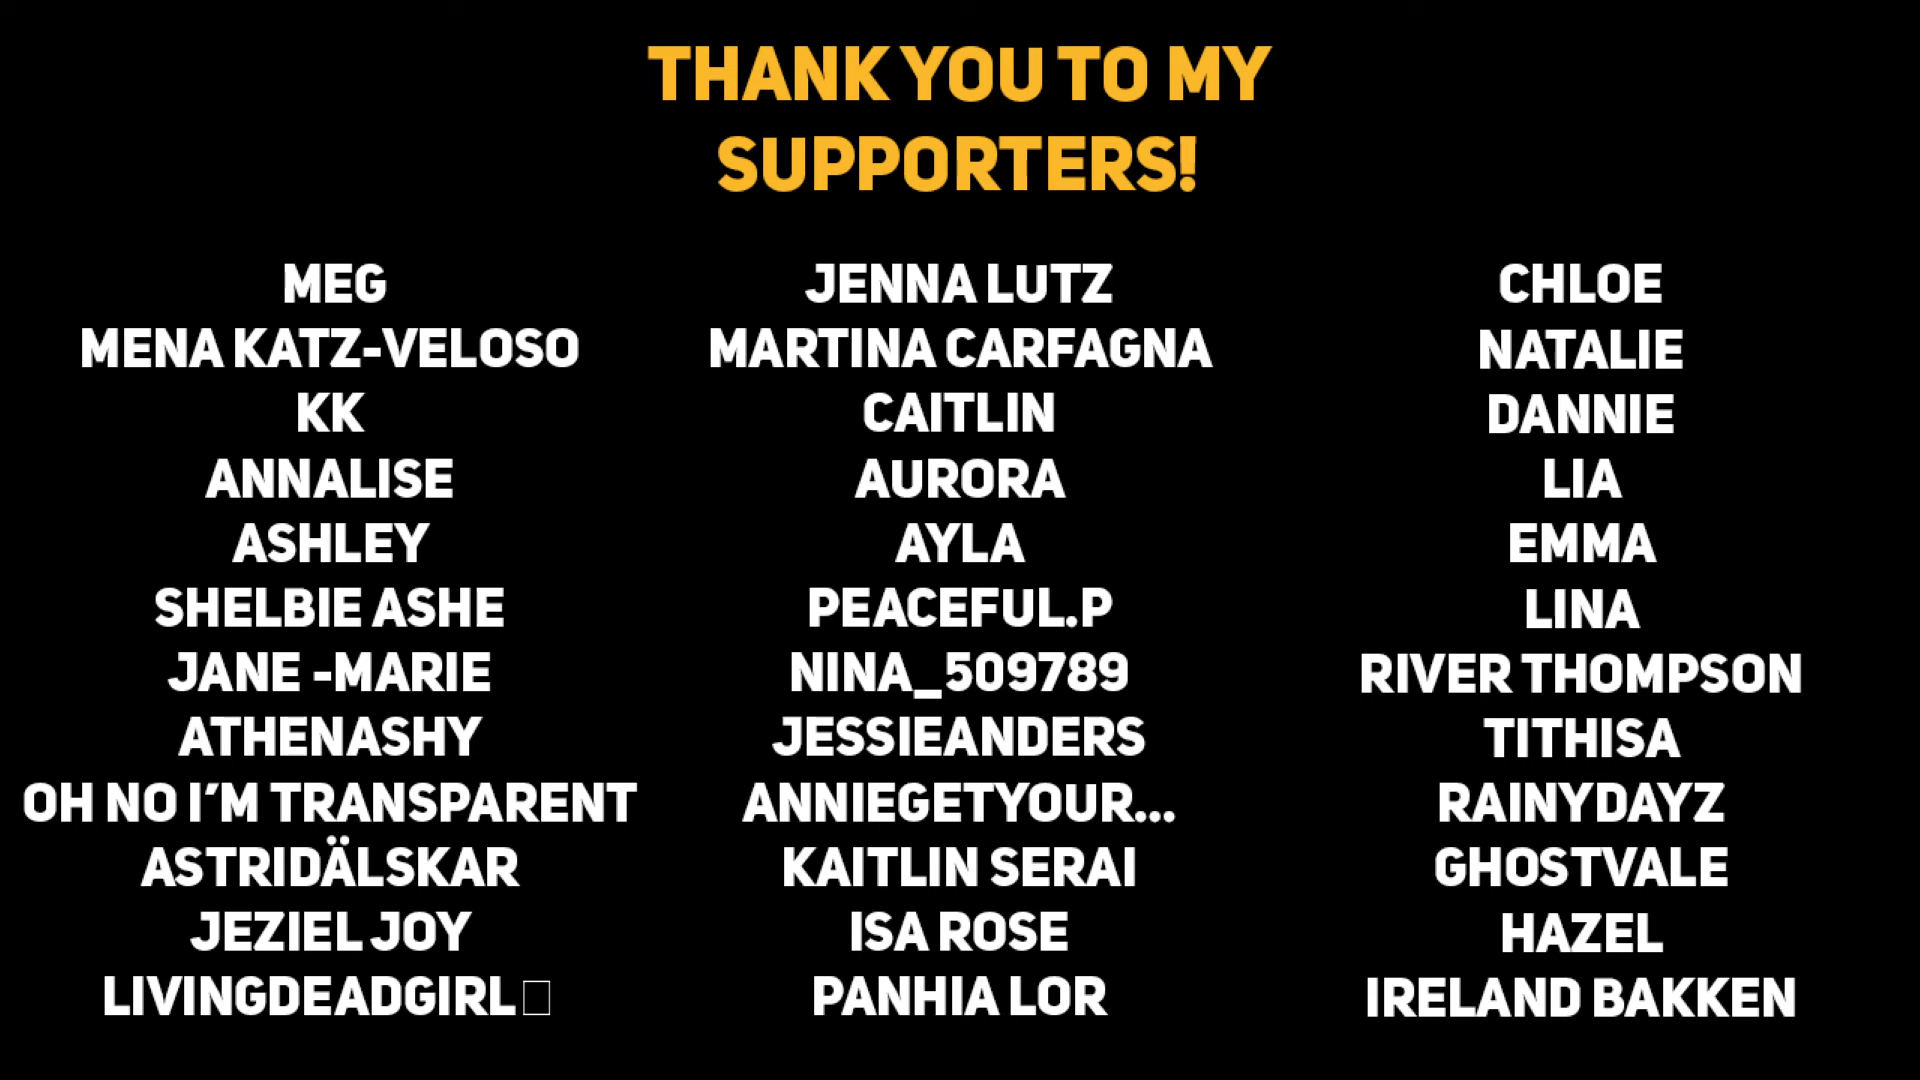 THANK YOU TO MY
SUPPORTERS!
MEG
MENA KATZ-VELOSO
KK
ANNALISE
ASHLEY
SHELBIE ASHE
JANE -MARIE
ATHENASHY
OH NO I'M TRANSPARENT
ASTRIDÄLSKAR
JEZIEL JOY
LIVINGDEADGIRL
JENNA LUTZ
MARTINA CARFAGNA
CAITLIN
AURORA
AYLA
PEACEFUL.P
NINA_509789
JESSIEANDERS
ANNIEGETYOUR...
KAITLIN SERAI
ISA ROSE
PANHIA LOR
CHLOE
NATALIE
DANNIE
LIA
EMMA
LINA
RIVER THOMPSON
TITHISA
RAINYDAYZ
GHOSTVALE
HAZEL
IRELAND BAKKEN